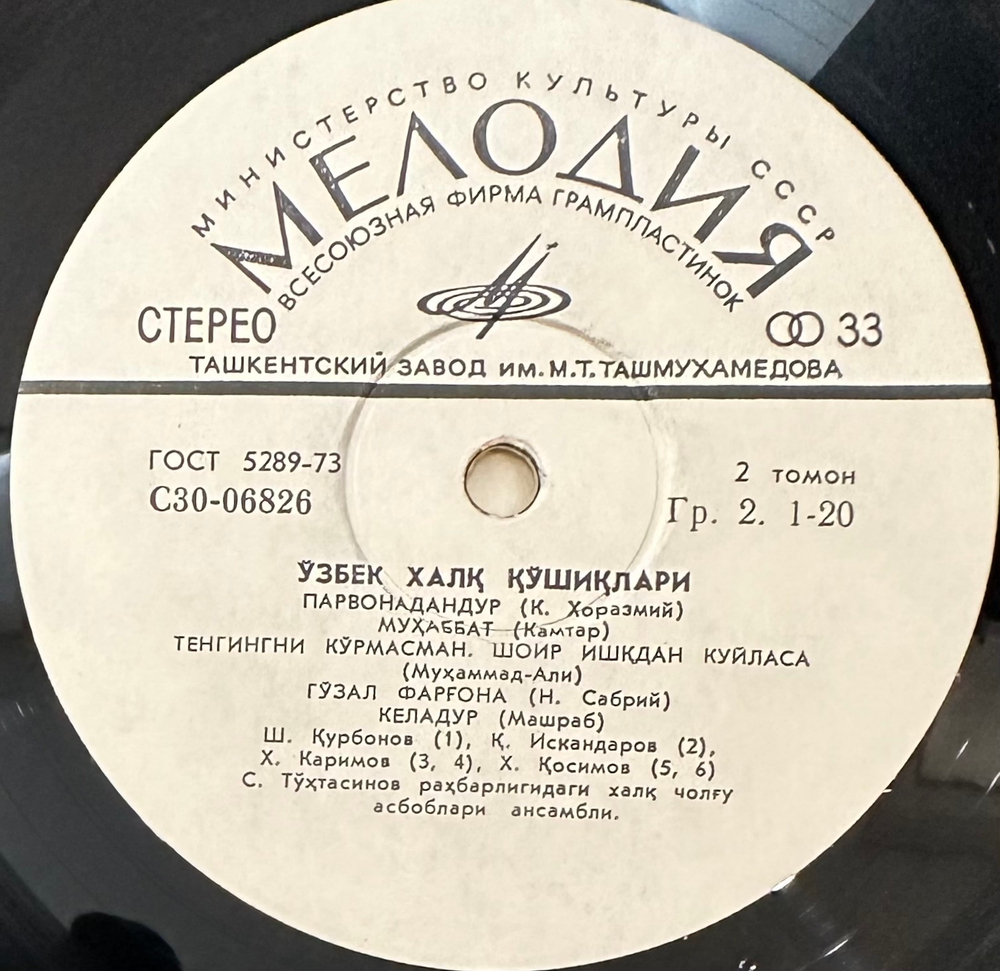 МИНИСТЕРСТВО КУЛЬТУРЫ СССР
МЕЛОДИЯ
ВСЕСОЮЗНАЯ ФИРМА ГРАМПЛАСТИНОК
СТЕРЕО
33
ТАШКЕНТСКИЙ ЗАВОД им. М.Т. ТАШМУХАМЕДОВА
ГОСТ 5289-73
С30-06826
2 томон
Гр. 2. 1-20
ЎЗБЕК ХАЛҚ ҚЎШИҚЛАРИ
ПАРВОНАДАНДУР (К. Хоразмий)
МУҲАББАТ (Камтар)
ТЕНГИНГНИ КЎРМАСМАН. ШОИР ИШҚДАН КУЙЛАСА
(Муҳаммад-Али)
ГЎЗАЛ ФАРҒОНА (Н. Сабрий)
КЕЛАДУР (Машраб)
Ш. Қурбонов (1), Қ. Искандаров (2),
Х. Каримов (3, 4), Х. Қосимов (5, 6)
С. Тўҳтасинов раҳбарлигидаги халқ чолғу
асбоблари ансамбли.